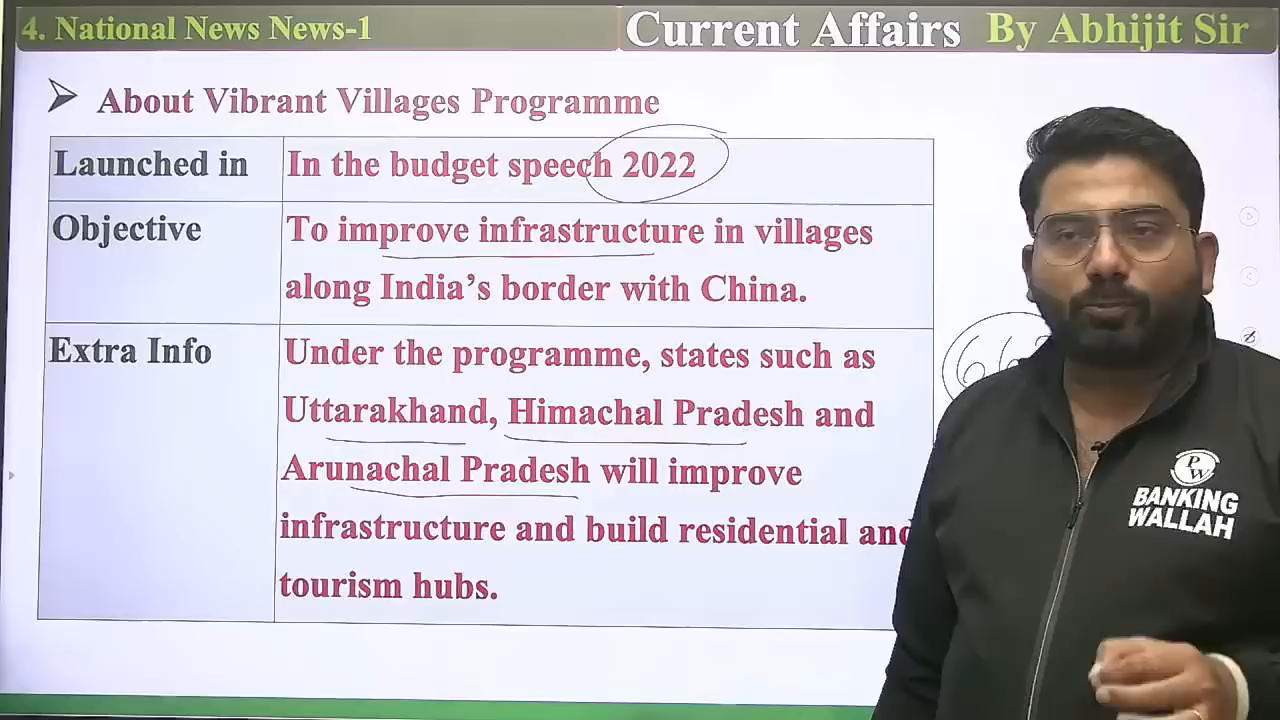 4. National News News-1
Current Affairs By Abhijit Sir
About Vibrant Villages Programme
Launched in
In the budget speech 2022
Objective
To improve infrastructure in villages
along India's border with China.
Extra Info
Under the programme, states such as
Uttarakhand, Himachal Pradesh and
Arunachal Pradesh will improve
infrastructure and build residential and
tourism hubs.
PW
BANKING
WALLAH